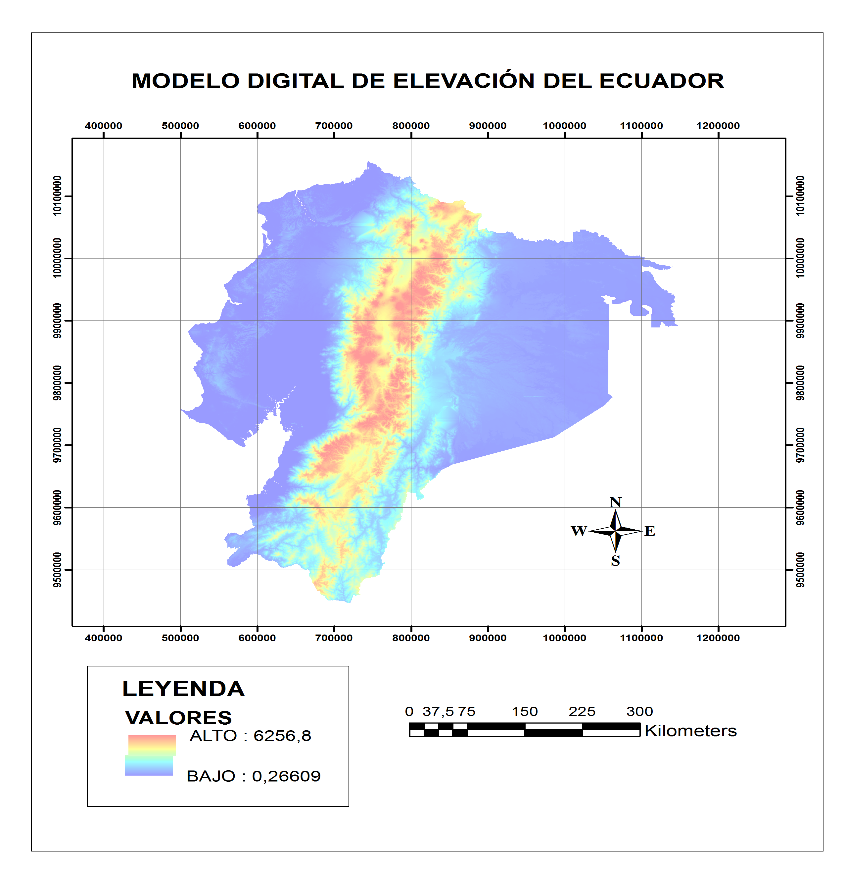 MODELO DIGITAL DE ELEVACIÓN DEL ECUADOR
400000 500000 600000 700000 800000 900000 1000000 1100000 1200000
10100000 10100000
10000000 10000000
9900000 9900000
9800000 9800000
9700000 9700000
9600000 9600000
9500000 9500000
N
W E
S
400000 500000 600000 700000 800000 900000 1000000 1100000 1200000
LEYENDA
VALORES
ALTO : 6256,8
BAJO : 0,26609
0 37,5 75 150 225 300
Kilometers